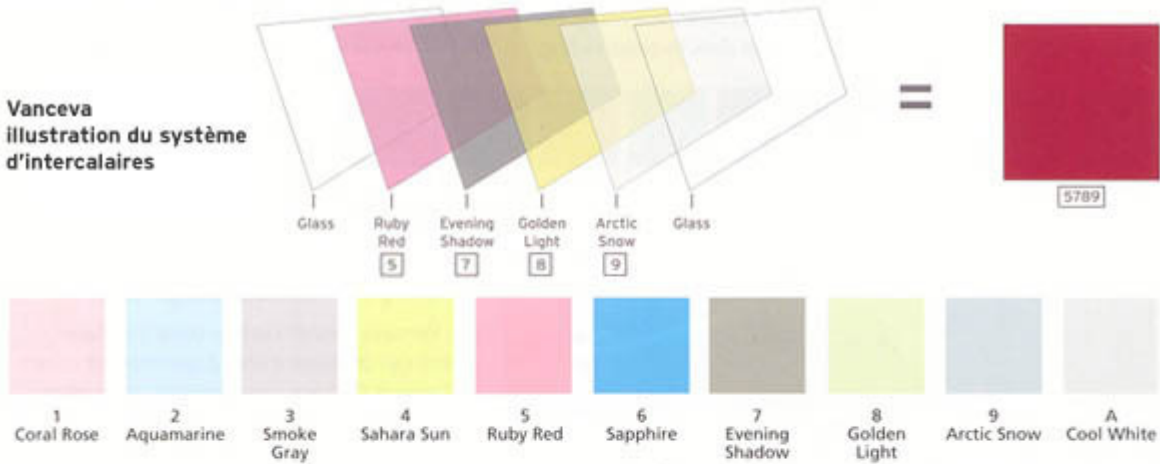 Vanceva
illustration du système
d'intercalaires
=
Glass
Ruby
Red
5
Evening
Shadow
7
Golden
Light
8
Arctic
Snow
9
Glass
5789
1
Coral Rose
2
Aquamarine
3
Smoke
Gray
4
Sahara Sun
5
Ruby Red
6
Sapphire
7
Evening
Shadow
8
Golden
Light
9
Arctic Snow
A
Cool White